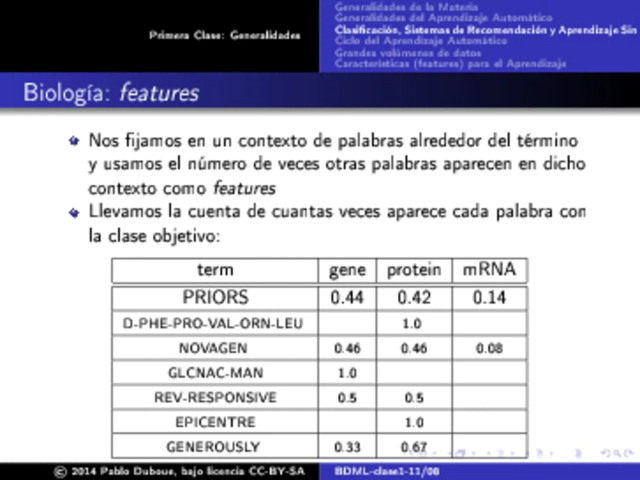 Primera Clase: Generalidades
Generalidades de la Materia
Generalidades del Aprendizaje Automático
Clasificación, Sistemas de Recomendación y Aprendizaje Sin
Ciclo del Aprendizaje Automático
Grandes volúmenes de datos
Características (features) para el Aprendizaje
Biología: features
Nos fijamos en un contexto de palabras alrededor del término
y usamos el número de veces otras palabras aparecen en dicho
contexto como features
Llevamos la cuenta de cuantas veces aparece cada palabra con
la clase objetivo:
term gene protein mRNA
PRIORS 0.44 0.42 0.14
D-PHE-PRO-VAL-ORN-LEU 1.0
NOVAGEN 0.46 0.46 0.08
GLCNAC-MAN 1.0
REV-RESPONSIVE 0.5 0.5
EPICENTRE 1.0
GENEROUSLY 0.33 0.67
© 2014 Pablo Duboue, bajo licencia CC-BY-SA
BDML-clase1-11/08